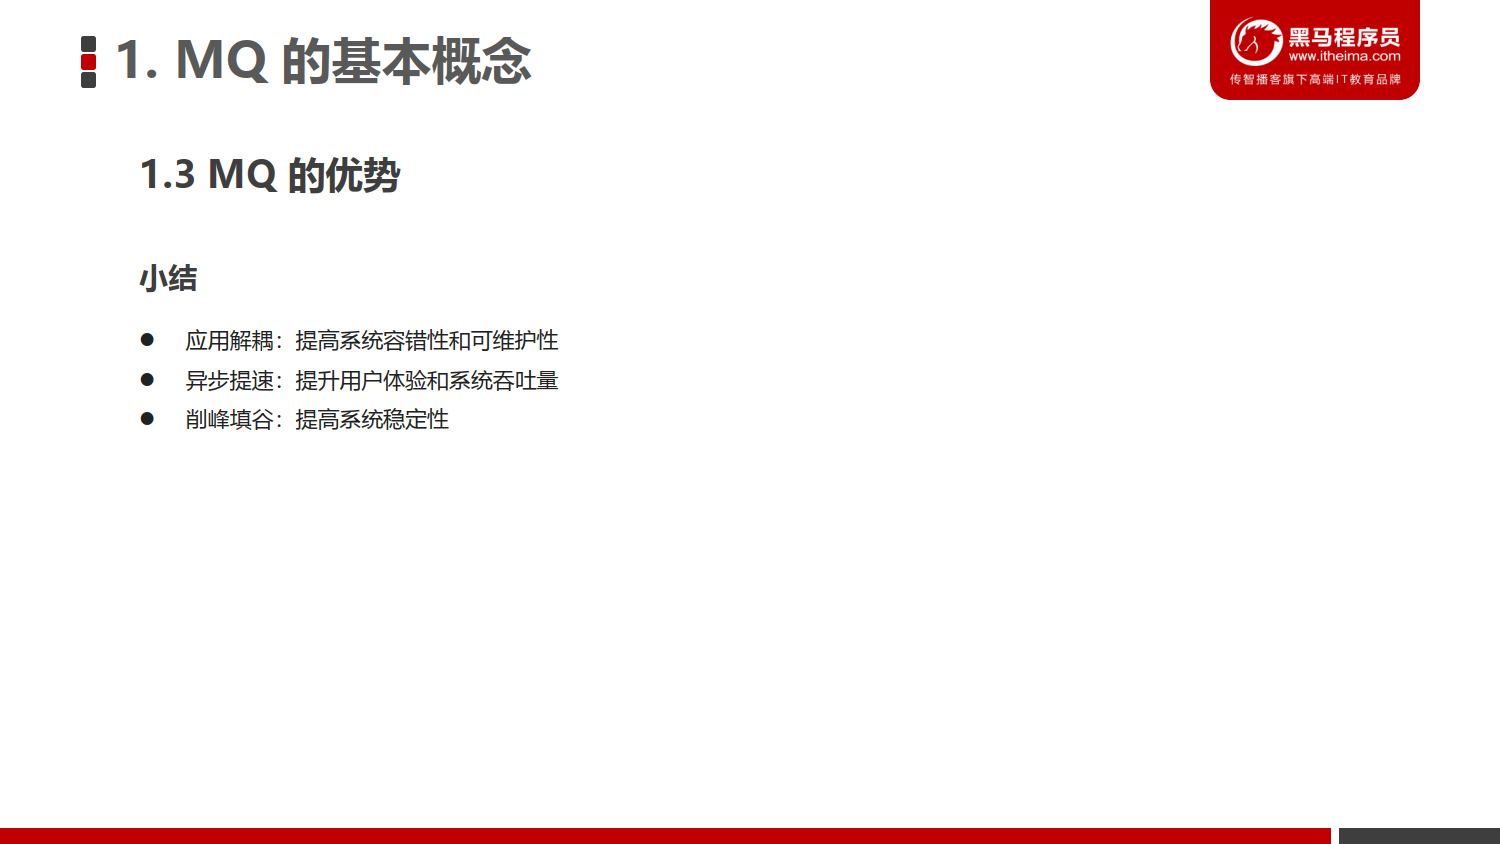 1. MQ 的基本概念
黑马程序员
www.itheima.com
传智播客旗下高端IT教育品牌
1.3 MQ 的优势
小结
● 应用解耦：提高系统容错性和可维护性
● 异步提速：提升用户体验和系统吞吐量
● 削峰填谷：提高系统稳定性